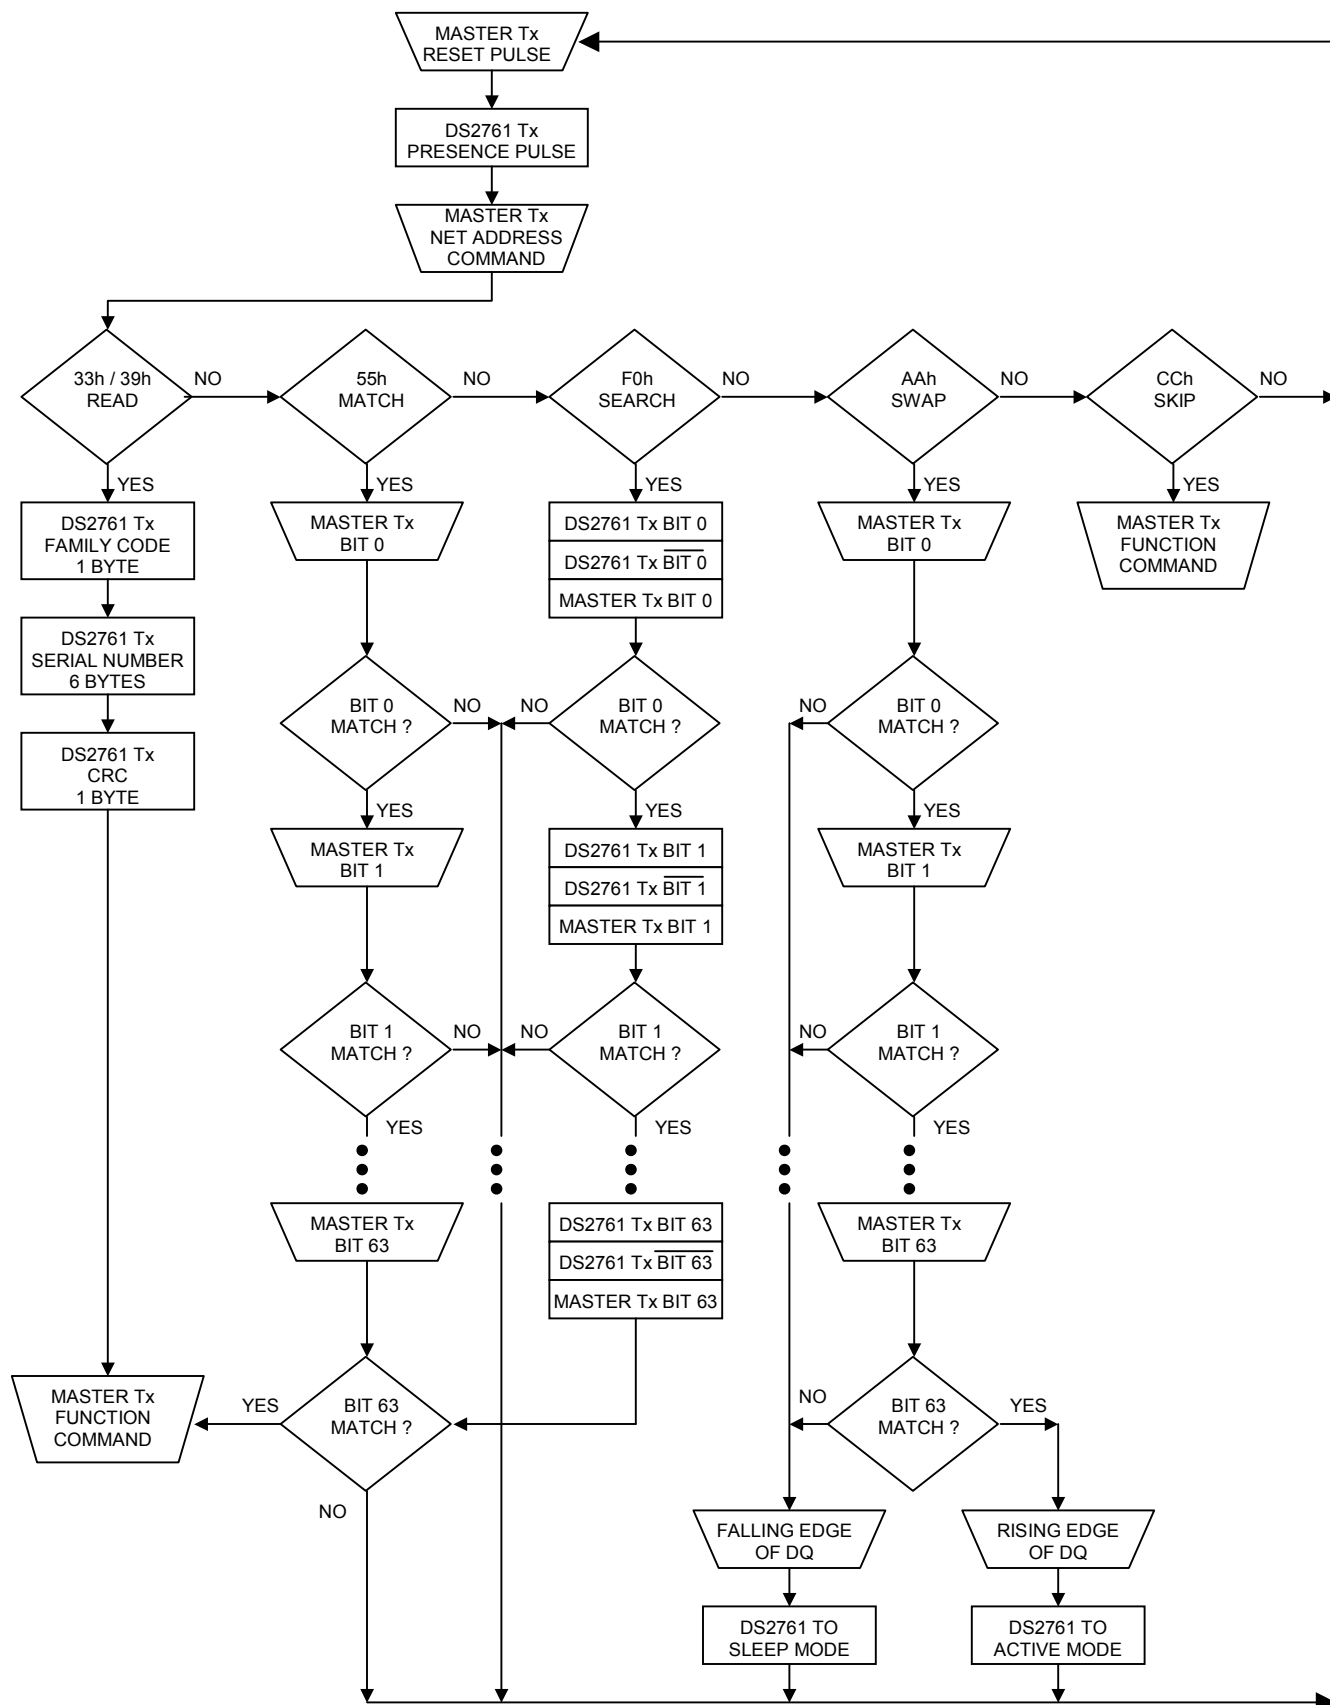 MASTER Tx
RESET PULSE
DS2761 Tx
PRESENCE PULSE
MASTER Tx
NET ADDRESS
COMMAND
33h / 39h
READ
NO
55h
MATCH
NO
F0h
SEARCH
NO
AAh
SWAP
NO
CCh
SKIP
NO
YES
YES
YES
YES
YES
DS2761 Tx
FAMILY CODE
1 BYTE
MASTER Tx
BIT 0
DS2761 Tx BIT 0
DS2761 Tx BIT 0
MASTER Tx BIT 0
MASTER Tx
BIT 0
MASTER Tx
FUNCTION
COMMAND
DS2761 Tx
SERIAL NUMBER
6 BYTES
BIT 0
MATCH ?
NO
NO
BIT 0
MATCH ?
NO
BIT 0
MATCH ?
DS2761 Tx
CRC
1 BYTE
YES
YES
YES
MASTER Tx
BIT 1
DS2761 Tx BIT 1
DS2761 Tx BIT 1
MASTER Tx BIT 1
MASTER Tx
BIT 1
BIT 1
MATCH ?
NO
NO
BIT 1
MATCH ?
NO
BIT 1
MATCH ?
YES
YES
YES
MASTER Tx
BIT 63
DS2761 Tx BIT 63
DS2761 Tx BIT 63
MASTER Tx BIT 63
MASTER Tx
BIT 63
MASTER Tx
FUNCTION
COMMAND
YES
BIT 63
MATCH ?
NO
NO
BIT 63
MATCH ?
YES
FALLING EDGE
OF DQ
RISING EDGE
OF DQ
DS2761 TO
SLEEP MODE
DS2761 TO
ACTIVE MODE